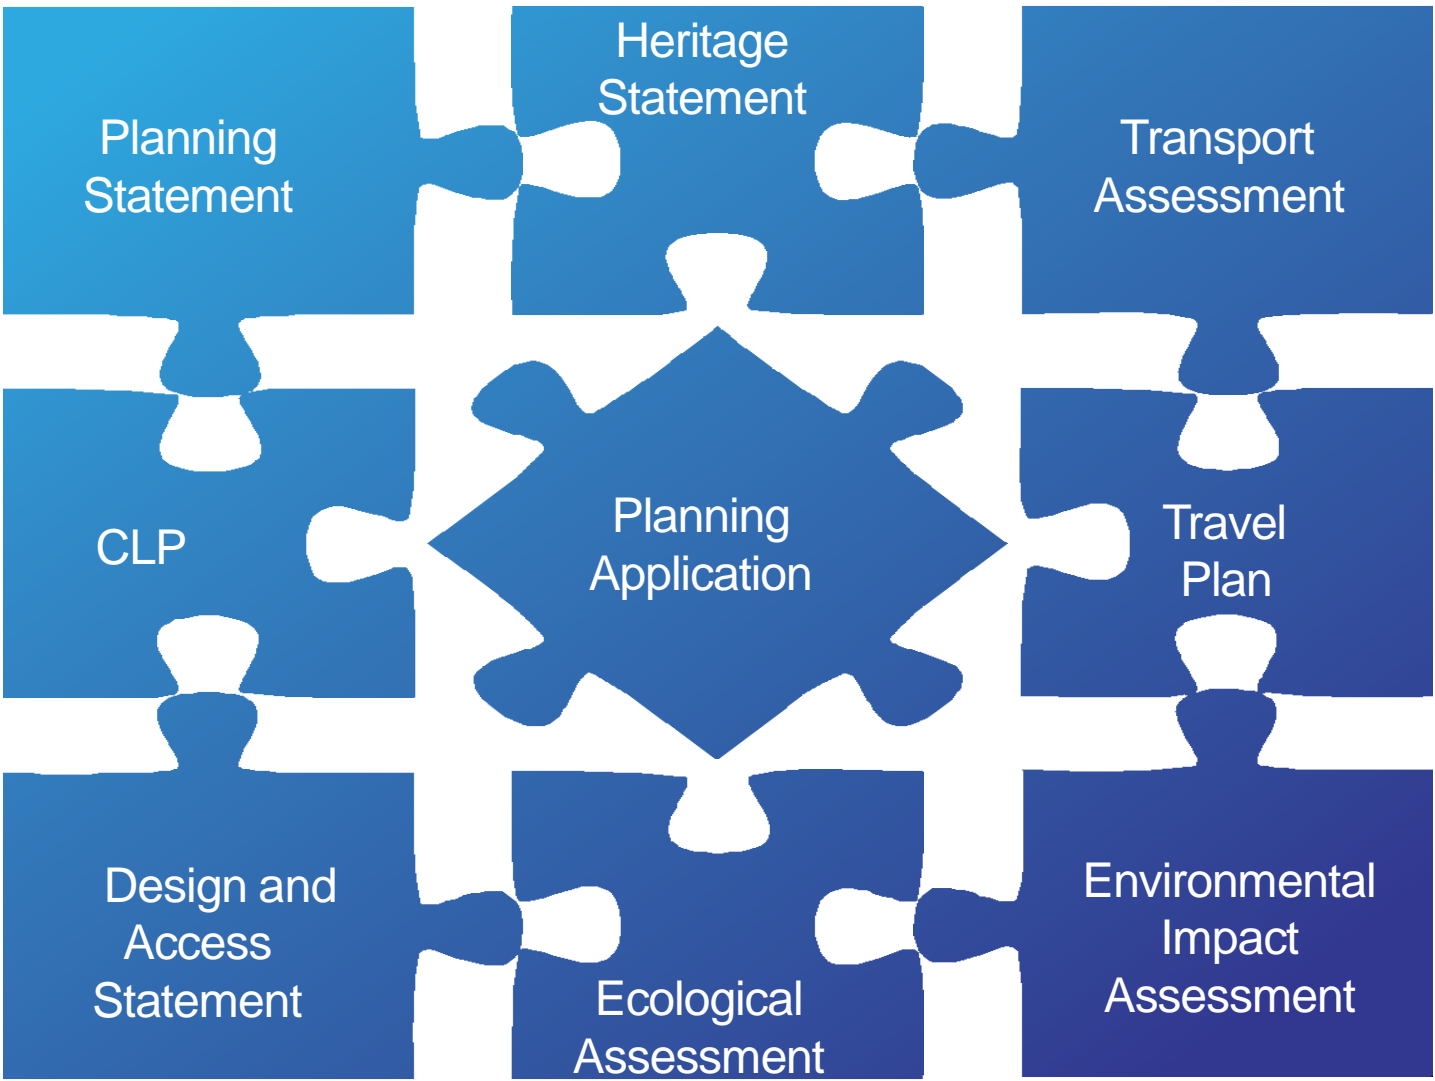 Planning
Statement
Heritage
Statement
Transport
Assessment
CLP
Planning
Application
Travel
Plan
Design and
Access
Statement
Ecological
Assessment
Environmental
Impact
Assessment